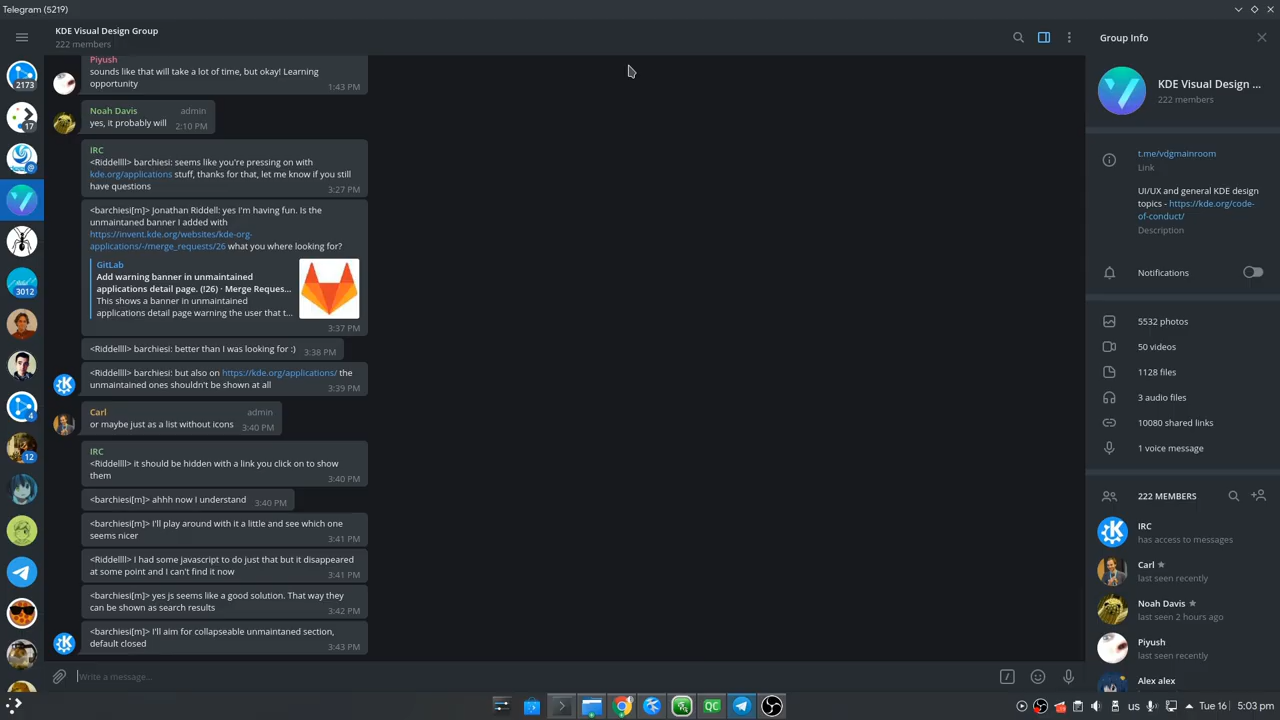 Telegram (5219)
KDE Visual Design Group
222 members
Piyush
sounds like that will take a lot of time, but okay! Learning
opportunity
1:43 PM
Noah Davis admin
yes, it probably will
2:10 PM
IRC
<Riddellll> barchiesi: seems like you're pressing on with
kde.org/applications stuff, thanks for that, let me know if you still
have questions
3:27 PM
<barchiesi[m]> Jonathan Riddell: yes I'm having fun. Is the
unmaintaned banner I added with
https://invent.kde.org/websites/kde-org-
applications/-/merge_requests/26 what you where looking for?
GitLab
Add warning banner in unmaintained
applications detail page. (!26) · Merge Reques...
This shows a banner in unmaintained
applications detail page warning the user that t...
3:37 PM
<Riddellll> barchiesi: better than I was looking for :)
3:38 PM
<Riddellll> barchiesi: but also on https://kde.org/applications/ the
unmaintained ones shouldn't be shown at all
3:39 PM
Carl admin
or maybe just as a list without icons
3:40 PM
IRC
<Riddellll> it should be hidden with a link you click on to show
them
3:40 PM
<barchiesi[m]> ahhh now I understand
3:40 PM
<barchiesi[m]> I'll play around with it a little and see which one
seems nicer
3:41 PM
<Riddellll> I had some javascript to do just that but it disappeared
at some point and I can't find it now
3:41 PM
<barchiesi[m]> yes js seems like a good solution. That way they
can be shown as search results
3:42 PM
<barchiesi[m]> I'll aim for collapseable unmaintaned section,
default closed
3:43 PM
Write a message...
2173
17
@
3012
4
12
Group Info
KDE Visual Design ...
222 members
t.me/vdgmainroom
Link
UI/UX and general KDE design
topics - https://kde.org/code-
of-conduct/
Description
Notifications
5532 photos
50 videos
1128 files
3 audio files
10080 shared links
1 voice message
222 MEMBERS
IRC
has access to messages
Carl
last seen recently
Noah Davis
last seen 2 hours ago
Piyush
last seen recently
Alex alex
QC
us
Tue 16
5:03 pm